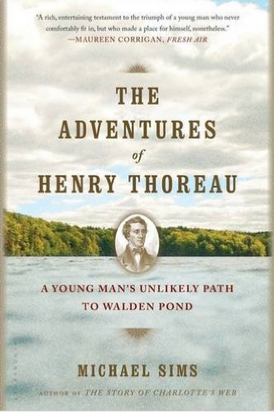 "A rich, entertaining testament to the triumph of a young man who never
comfortably fit in, but who made a place for himself, nonetheless."
—MAUREEN CORRIGAN, FRESH AIR
THE
ADVENTURES
of
HENRY THOREAU
A YOUNG MAN'S UNLIKELY PATH
TO WALDEN POND
MICHAEL SIMS
AUTHOR OF THE STORY OF CHARLOTTE'S WEB